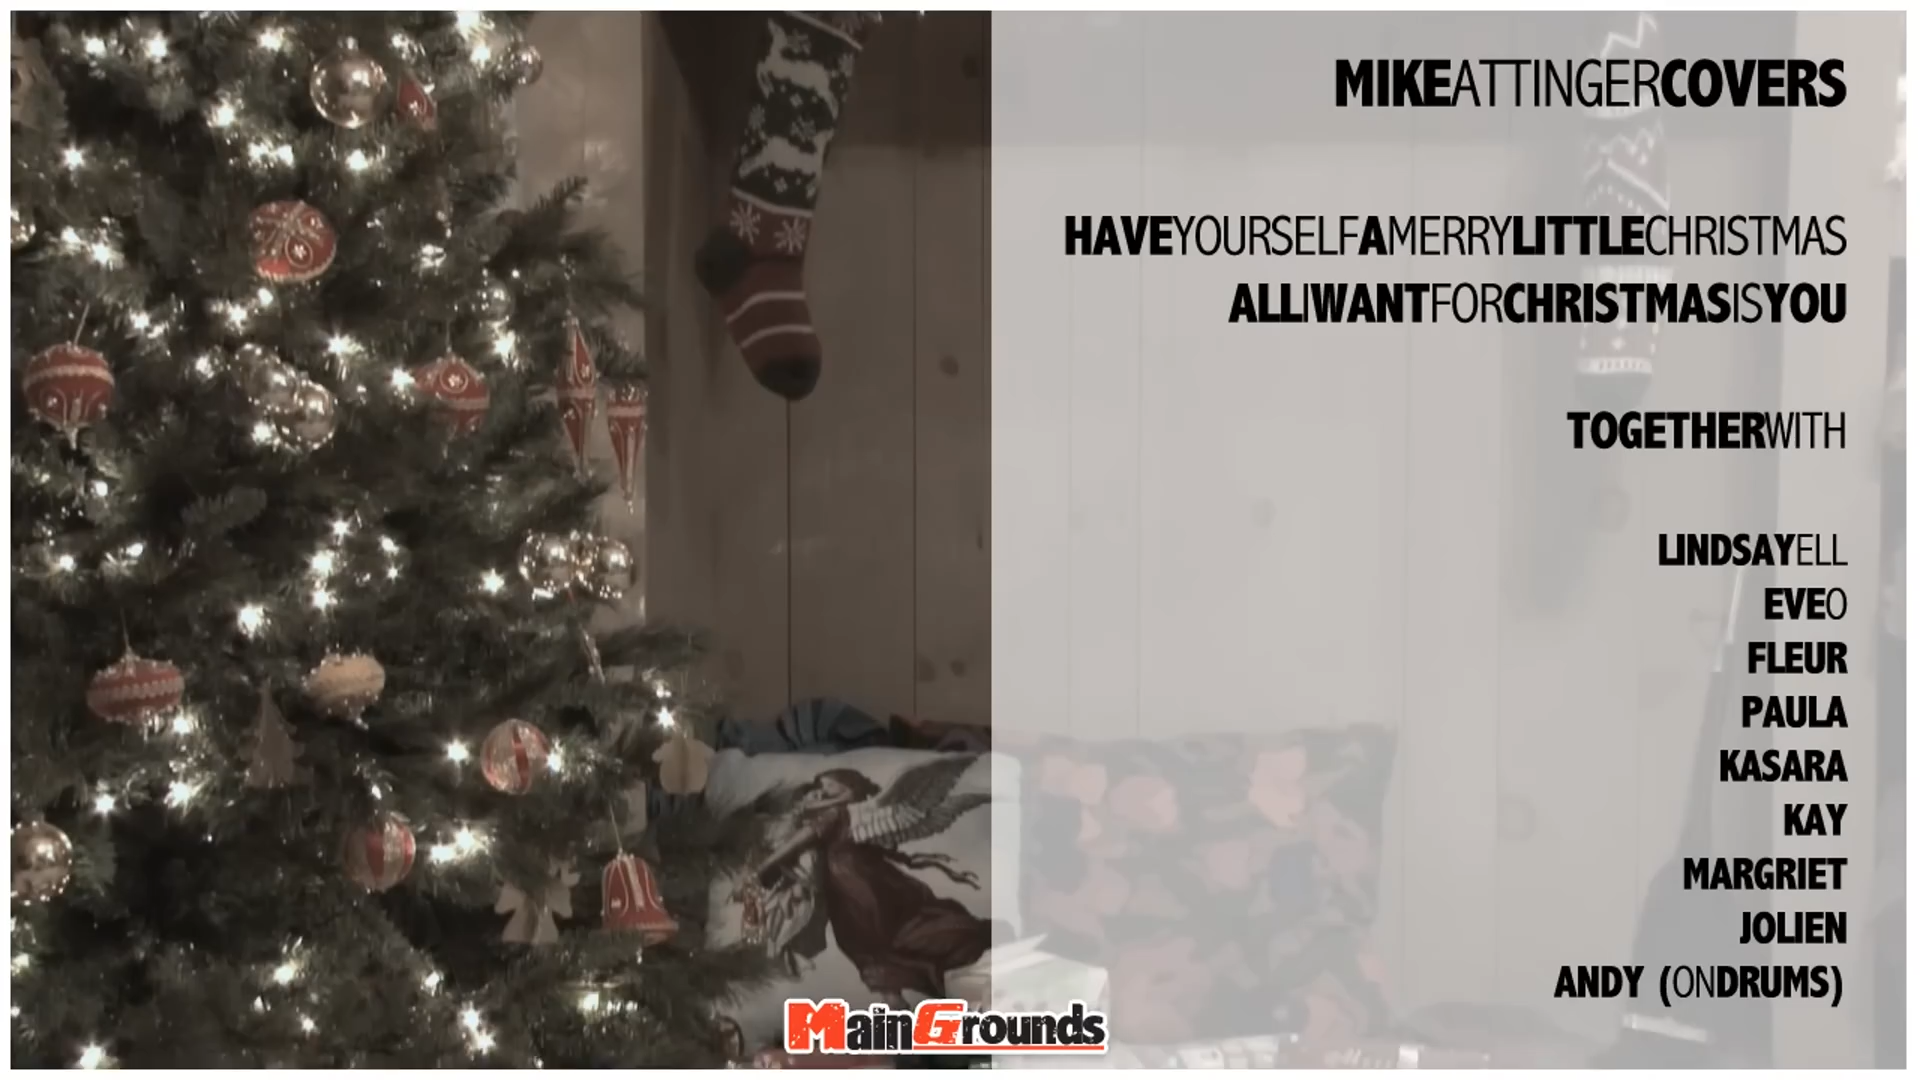 MIKEATTINGERCOVERS
HAVEYOURSELFAMERRYLITTLECHRISTMAS
ALLIWANTFORCHRISTMASISYOU
TOGETHERWITH
LINDSAYELL
EVEO
FLEUR
PAULA
KASARA
KAY
MARGRIET
JOLIEN
ANDY (ONDRUMS)
MainGrounds